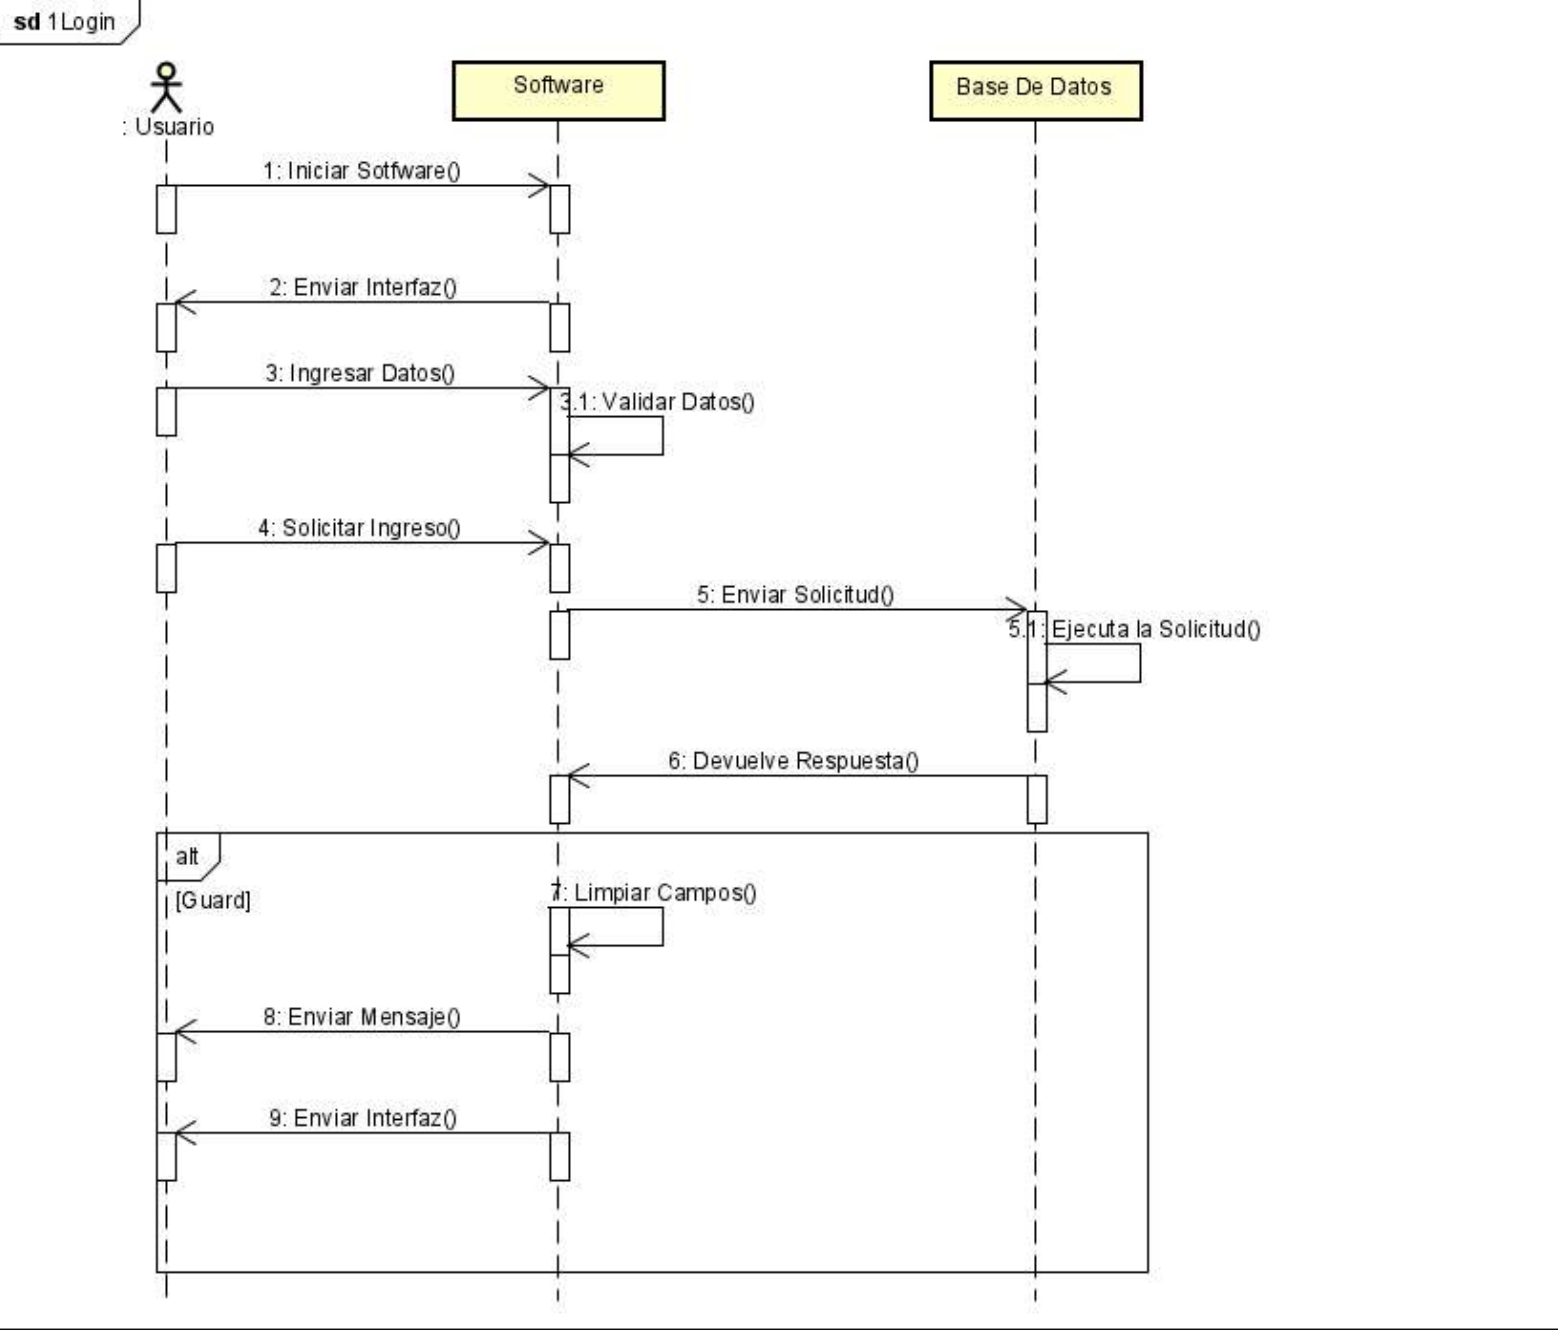 sd 1Login
Software
Base De Datos
: Usuario
1: Iniciar Sotfware()
2: Enviar Interfaz()
3: Ingresar Datos()
3.1: Validar Datos()
4: Solicitar Ingreso()
5: Enviar Solicitud()
5.1: Ejecuta la Solicitud()
6: Devuelve Respuesta()
alt
[Guard]
7: Limpiar Campos()
8: Enviar Mensaje()
9: Enviar Interfaz()